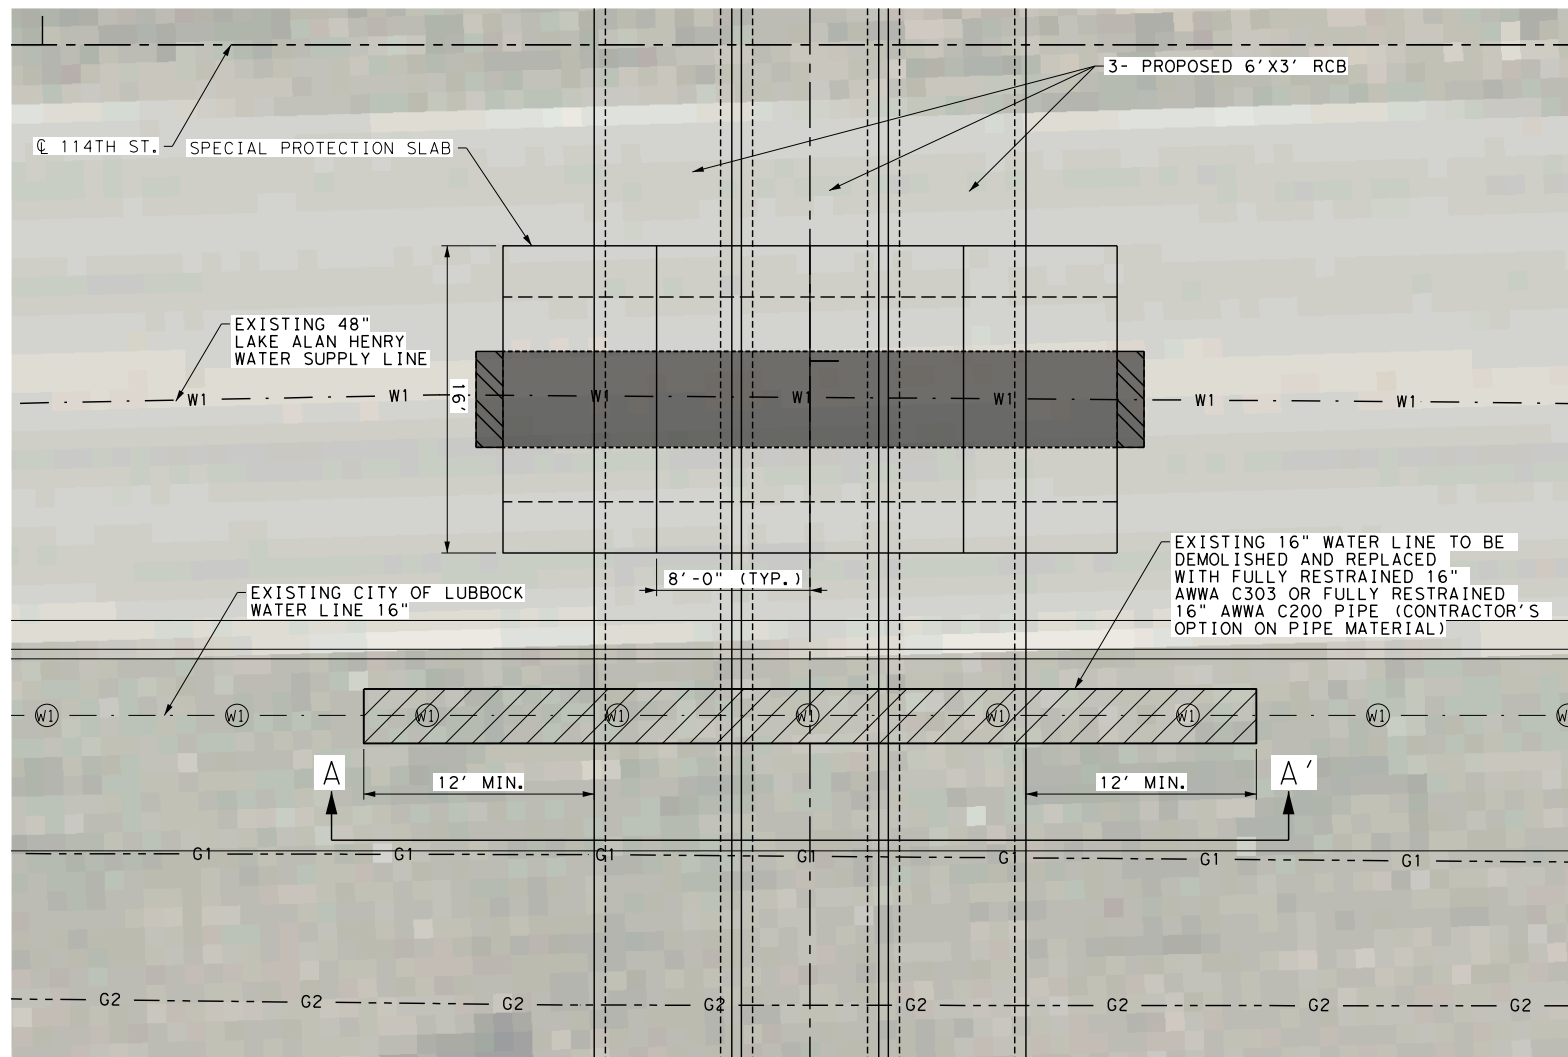 3- PROPOSED 6'X3' RCB
℄ 114TH ST.
SPECIAL PROTECTION SLAB
EXISTING 48"
LAKE ALAN HENRY
WATER SUPPLY LINE
16'
W1 W1 W1 W1 W1 W1 W1
8'-0" (TYP.)
EXISTING 16" WATER LINE TO BE
DEMOLISHED AND REPLACED
WITH FULLY RESTRAINED 16"
AWWA C303 OR FULLY RESTRAINED
16" AWWA C200 PIPE (CONTRACTOR'S
OPTION ON PIPE MATERIAL)
EXISTING CITY OF LUBBOCK
WATER LINE 16"
W1 W1 W1 W1 W1 W1 W1 W1
A
12' MIN.
12' MIN.
A'
G1 G1 G1 G1 G1 G1 G1
G2 G2 G2 G2 G2 G2 G2 G2